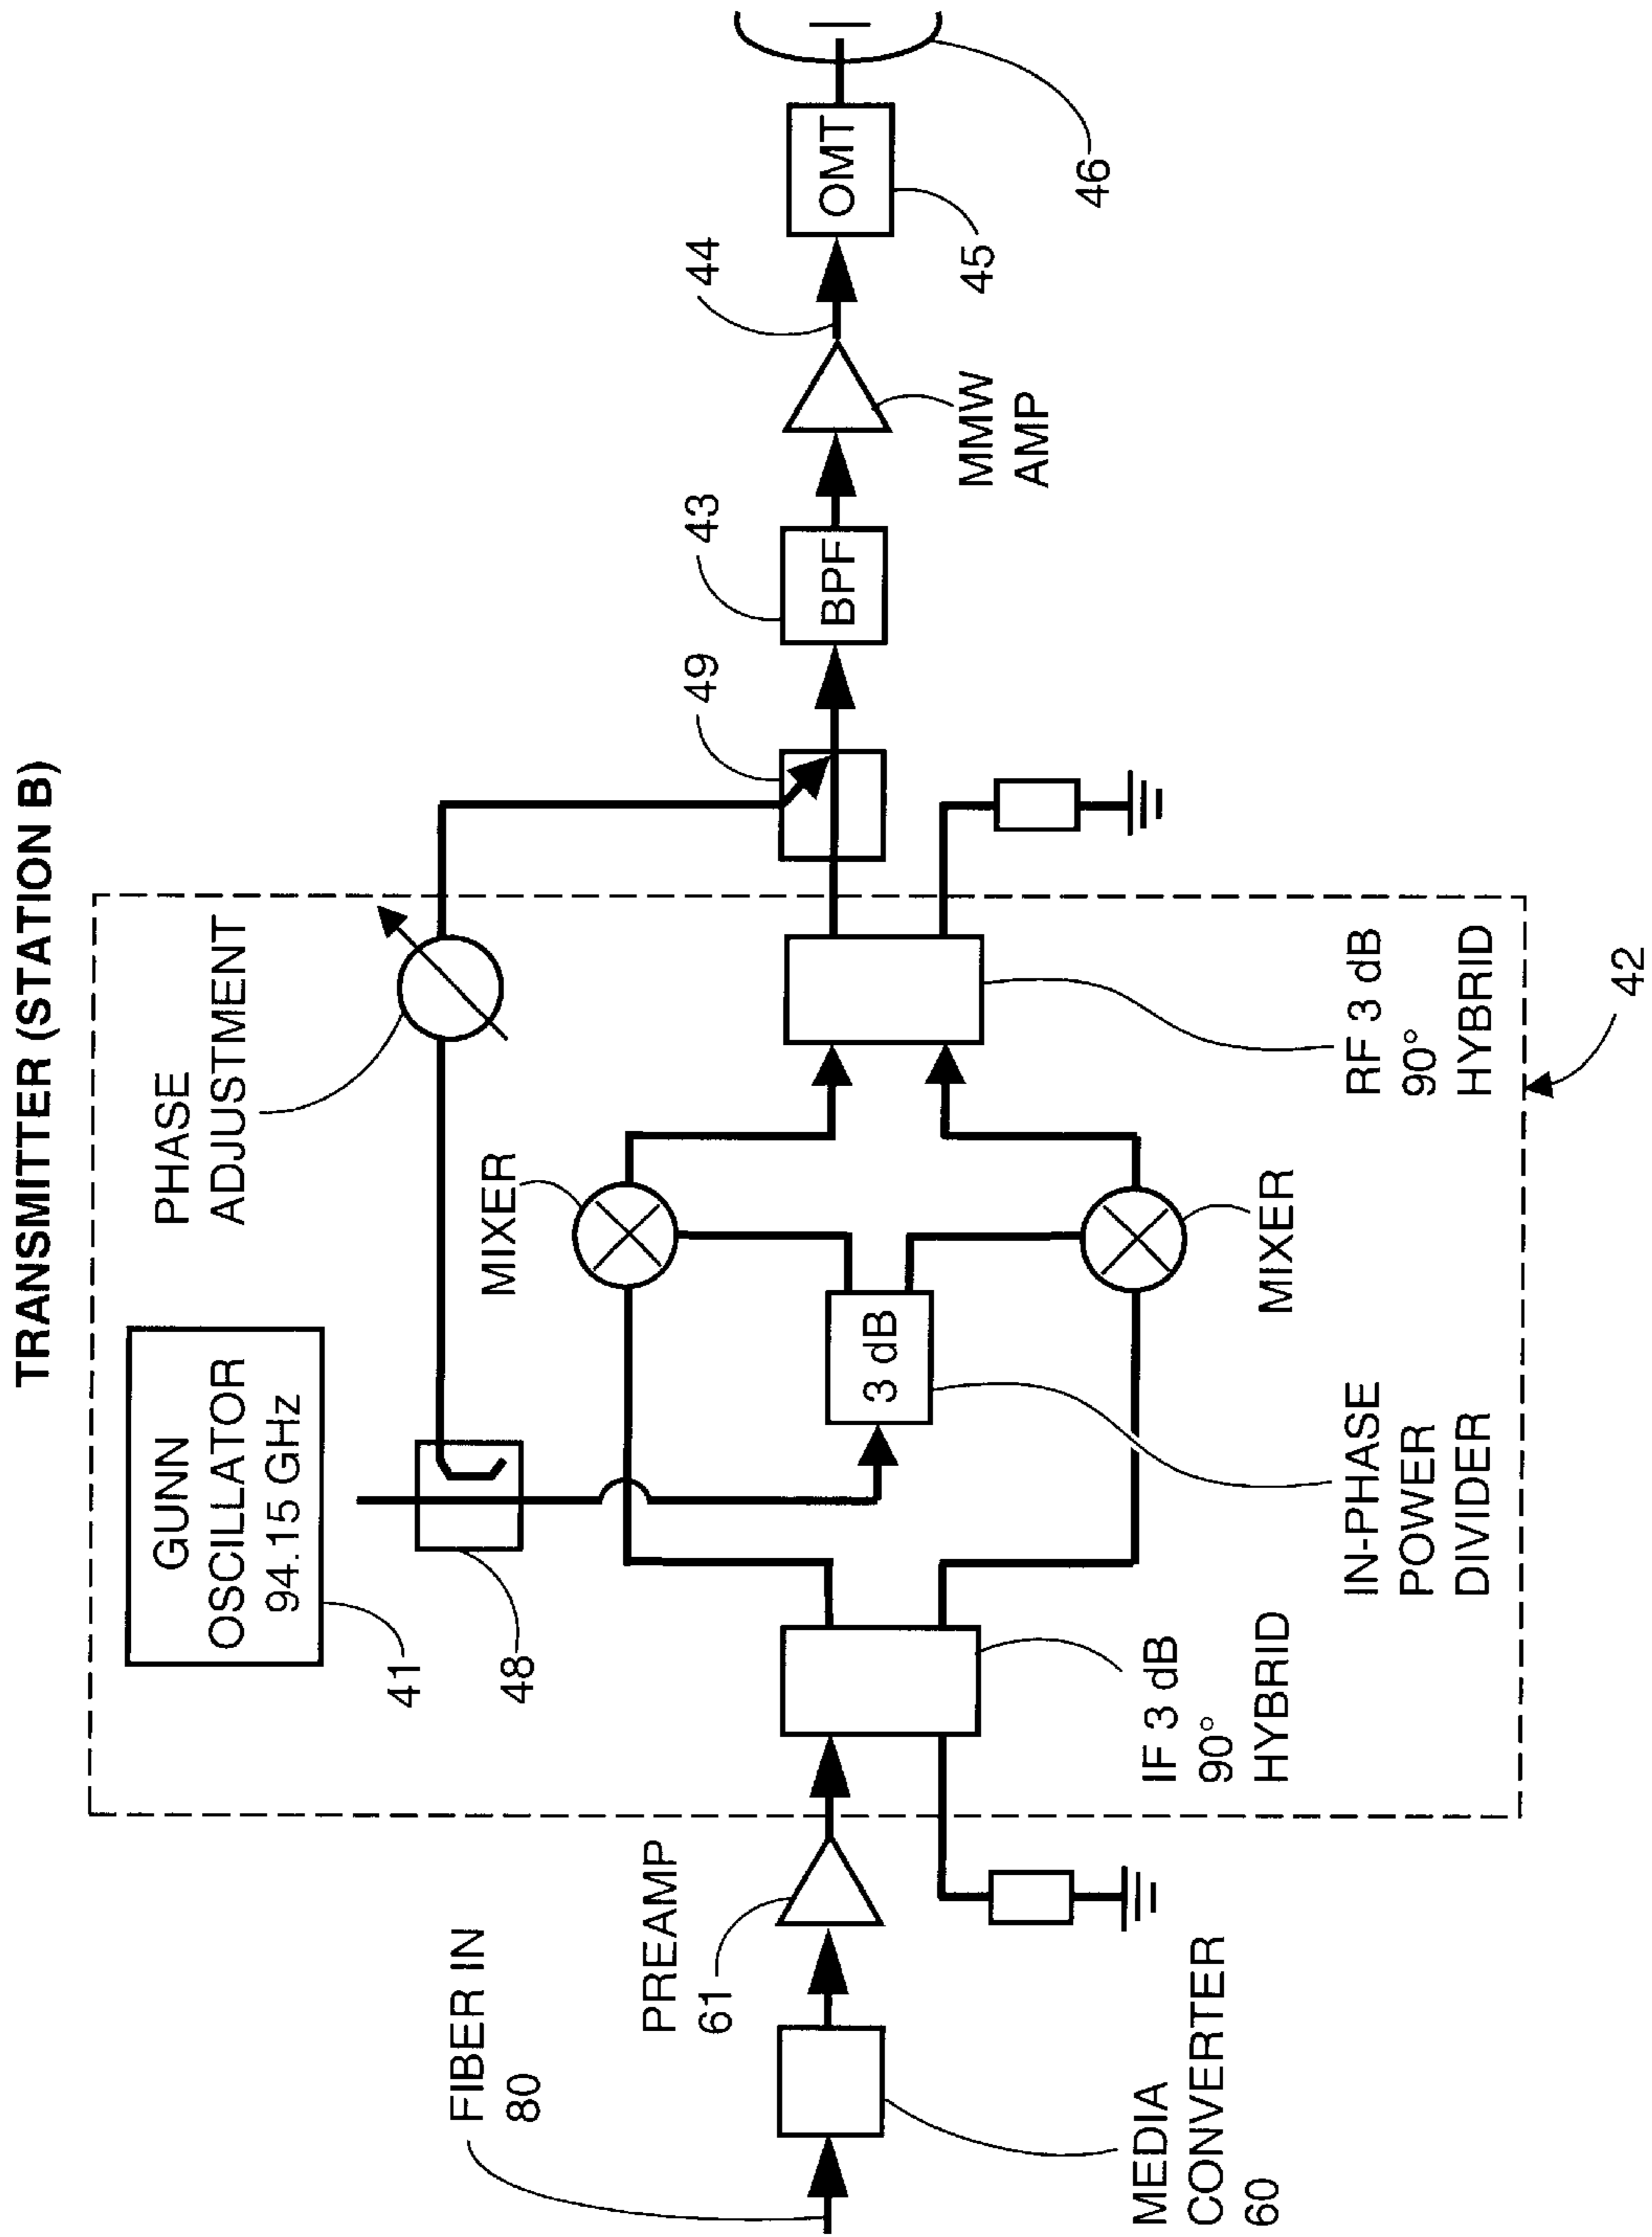 TRANSMITTER (STATION B)
GUNN
OSCILLATOR
94.15 GHz
41
48
PHASE
ADJUSTMENT
MIXER
3 dB
MIXER
FIBER IN
80
PREAMP
61
MEDIA
CONVERTER
60
IF 3 dB
90°
HYBRID
IN-PHASE
POWER
DIVIDER
RF 3 dB
90°
HYBRID
42
49
43
BPF
MMW
AMP
44
OMT
45
46